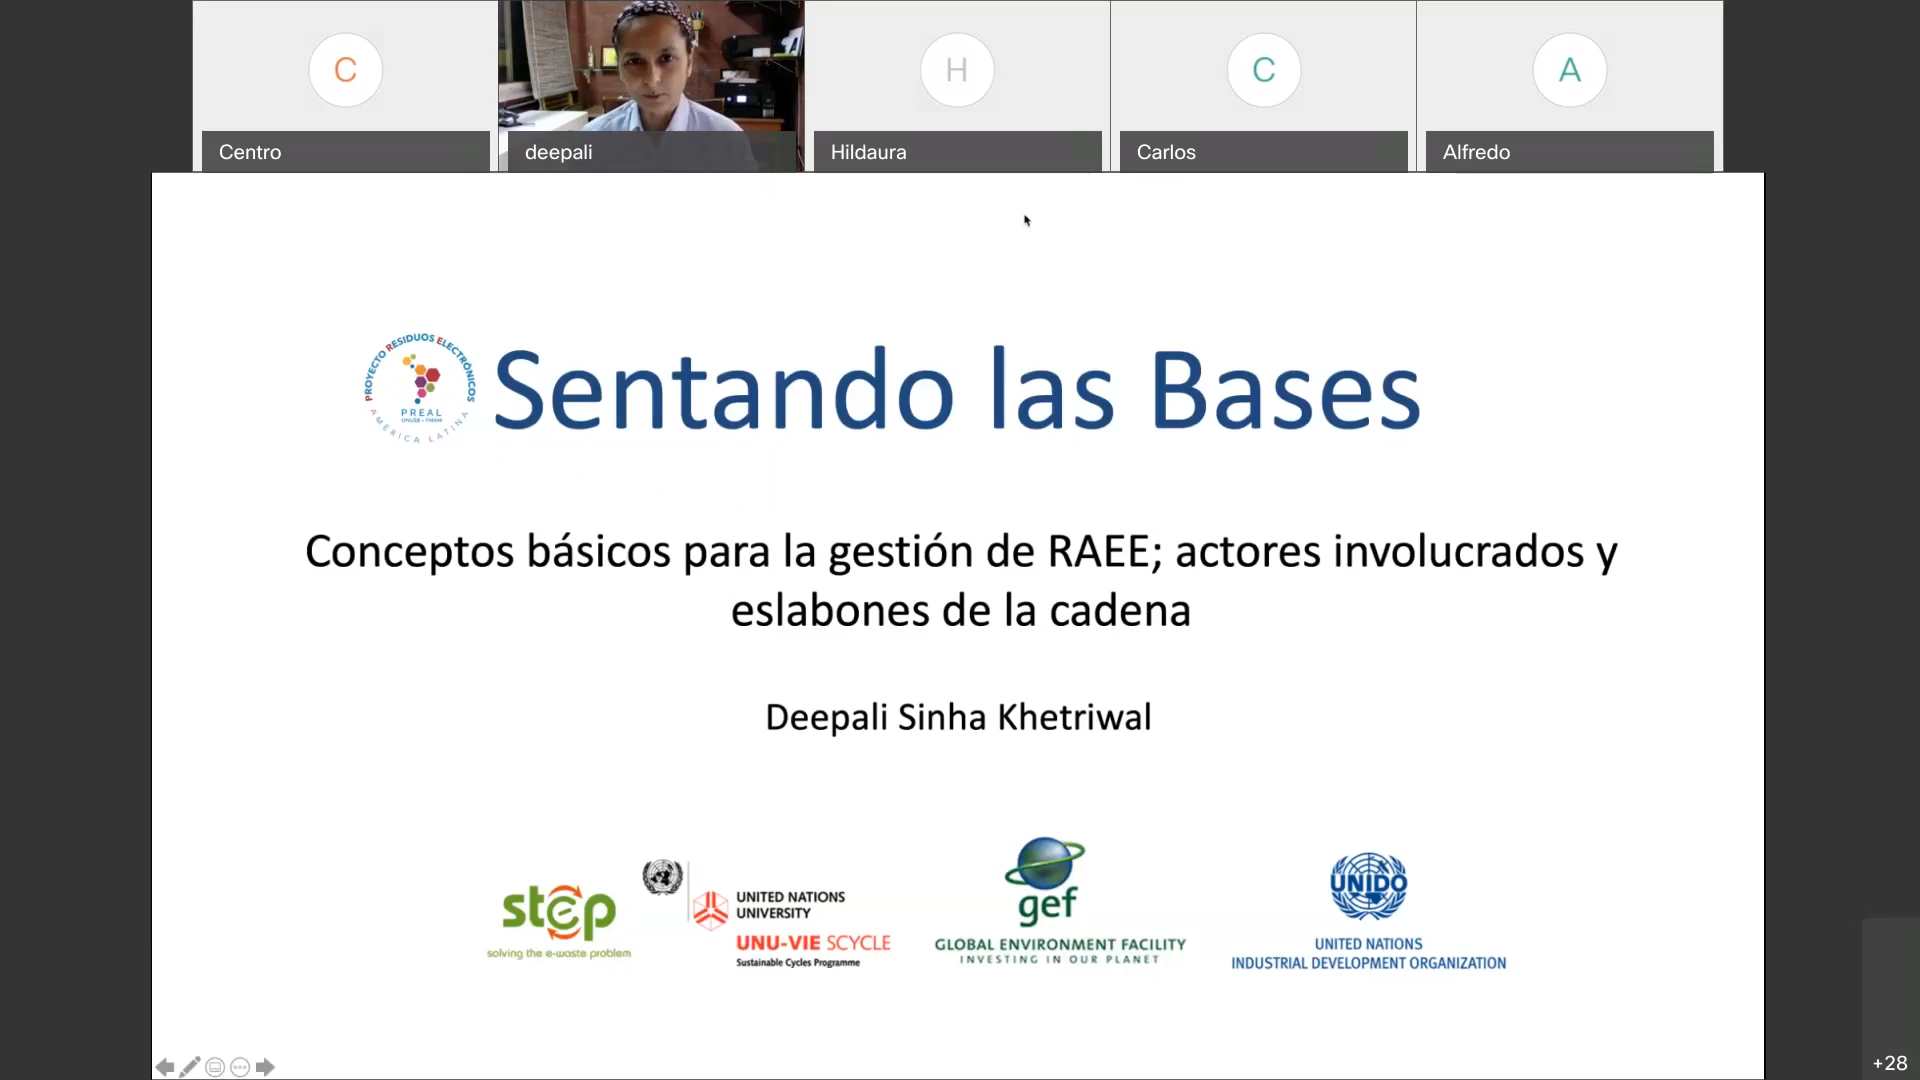 C
H
C
A
Centro
deepali
Hildaura
Carlos
Alfredo
PROYECTO RESIDUOS ELECTRÓNICOS
PREAL
ONUDI - FMAM
AMÉRICA LATINA
Sentando las Bases
Conceptos básicos para la gestión de RAEE; actores involucrados y
eslabones de la cadena
Deepali Sinha Khetriwal
step
solving the e-waste problem
UNITED NATIONS
UNIVERSITY
UNU-VIE SCYCLE
Sustainable Cycles Programme
gef
GLOBAL ENVIRONMENT FACILITY
INVESTING IN OUR PLANET
UNIDO
UNITED NATIONS
INDUSTRIAL DEVELOPMENT ORGANIZATION
+28